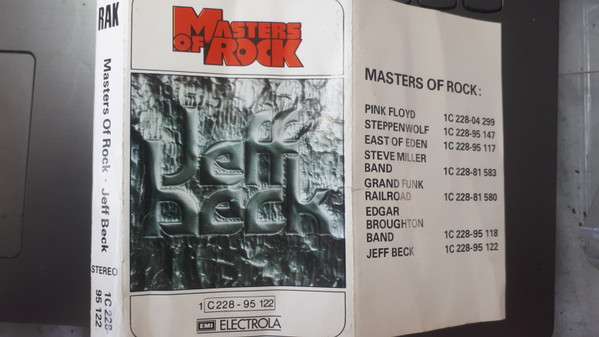 RAK
Masters Of Rock · Jeff Beck
STEREO
1C 228-
95 122
MASTERS
OF ROCK
Jeff
beck
1C 228 - 95 122
EMI ELECTROLA
MASTERS OF ROCK:
PINK FLOYD 1C 228-04 299
STEPPENWOLF 1C 228-95 147
EAST OF EDEN 1C 228-95 117
STEVE MILLER
BAND 1C 228-81 583
GRAND FUNK
RAILROAD 1C 228-81 580
EDGAR
BROUGHTON
BAND 1C 228-95 118
JEFF BECK 1C 228-95 122